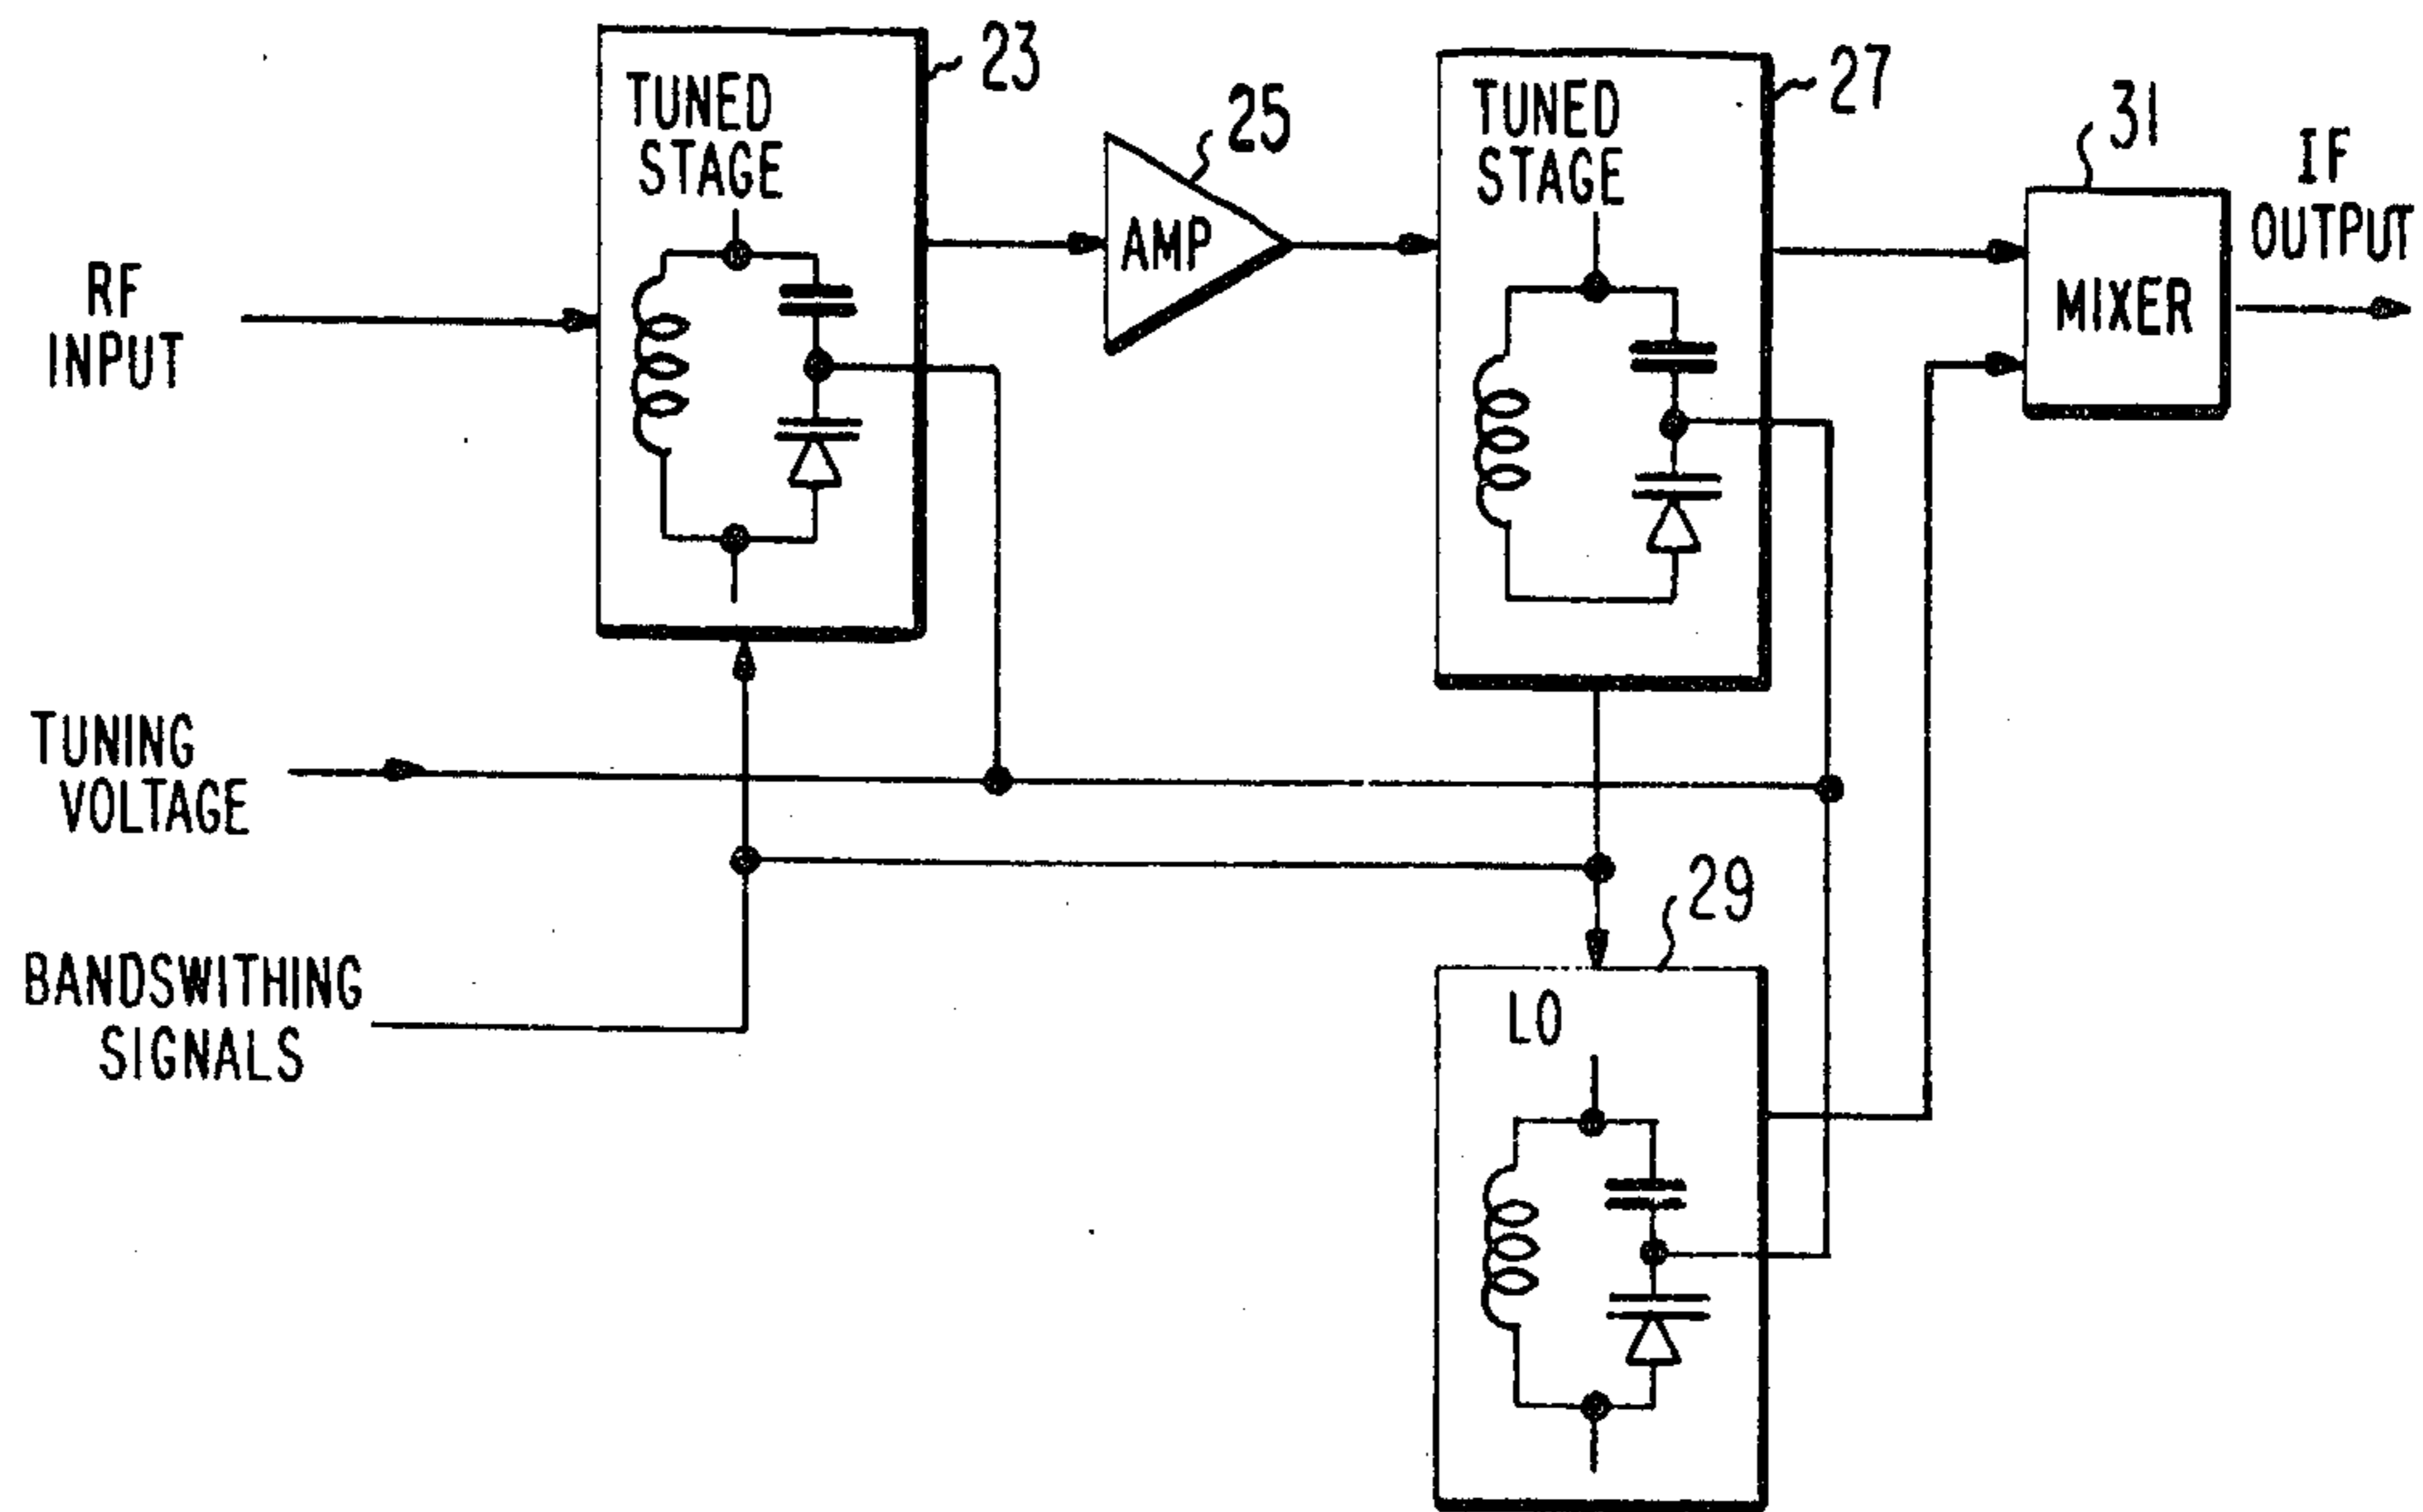 23
TUNED
STAGE
25
AMP
27
TUNED
STAGE
31
MIXER
IF
OUTPUT
RF
INPUT
TUNING
VOLTAGE
BANDSWITHING
SIGNALS
29
LO